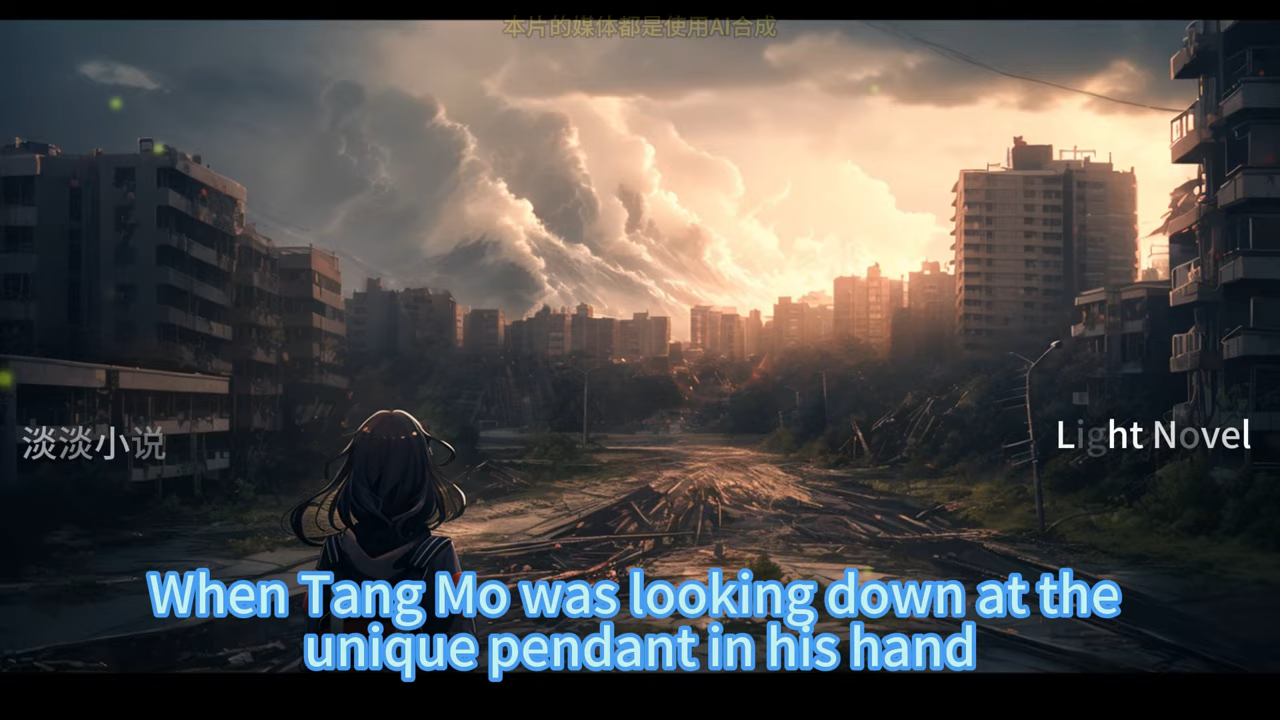 本片的媒体都是使用AI合成
淡淡小说
Light Novel
When Tang Mo was looking down at the
unique pendant in his hand